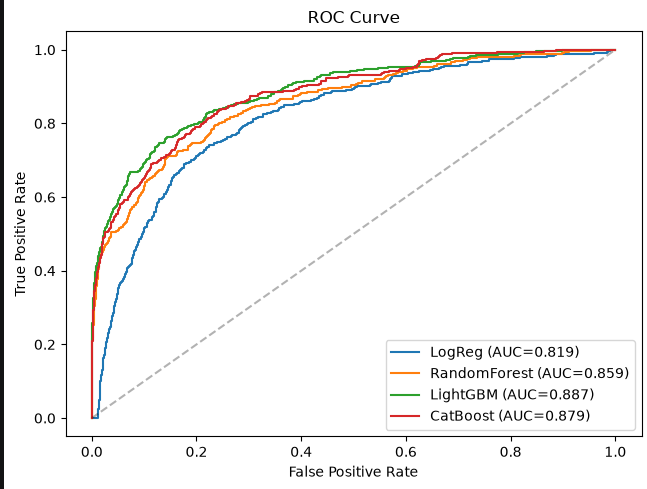 ROC Curve
True Positive Rate
1.0
0.8
0.6
0.4
0.2
0.0
LogReg (AUC=0.819)
RandomForest (AUC=0.859)
LightGBM (AUC=0.887)
CatBoost (AUC=0.879)
0.0 0.2 0.4 0.6 0.8 1.0
False Positive Rate